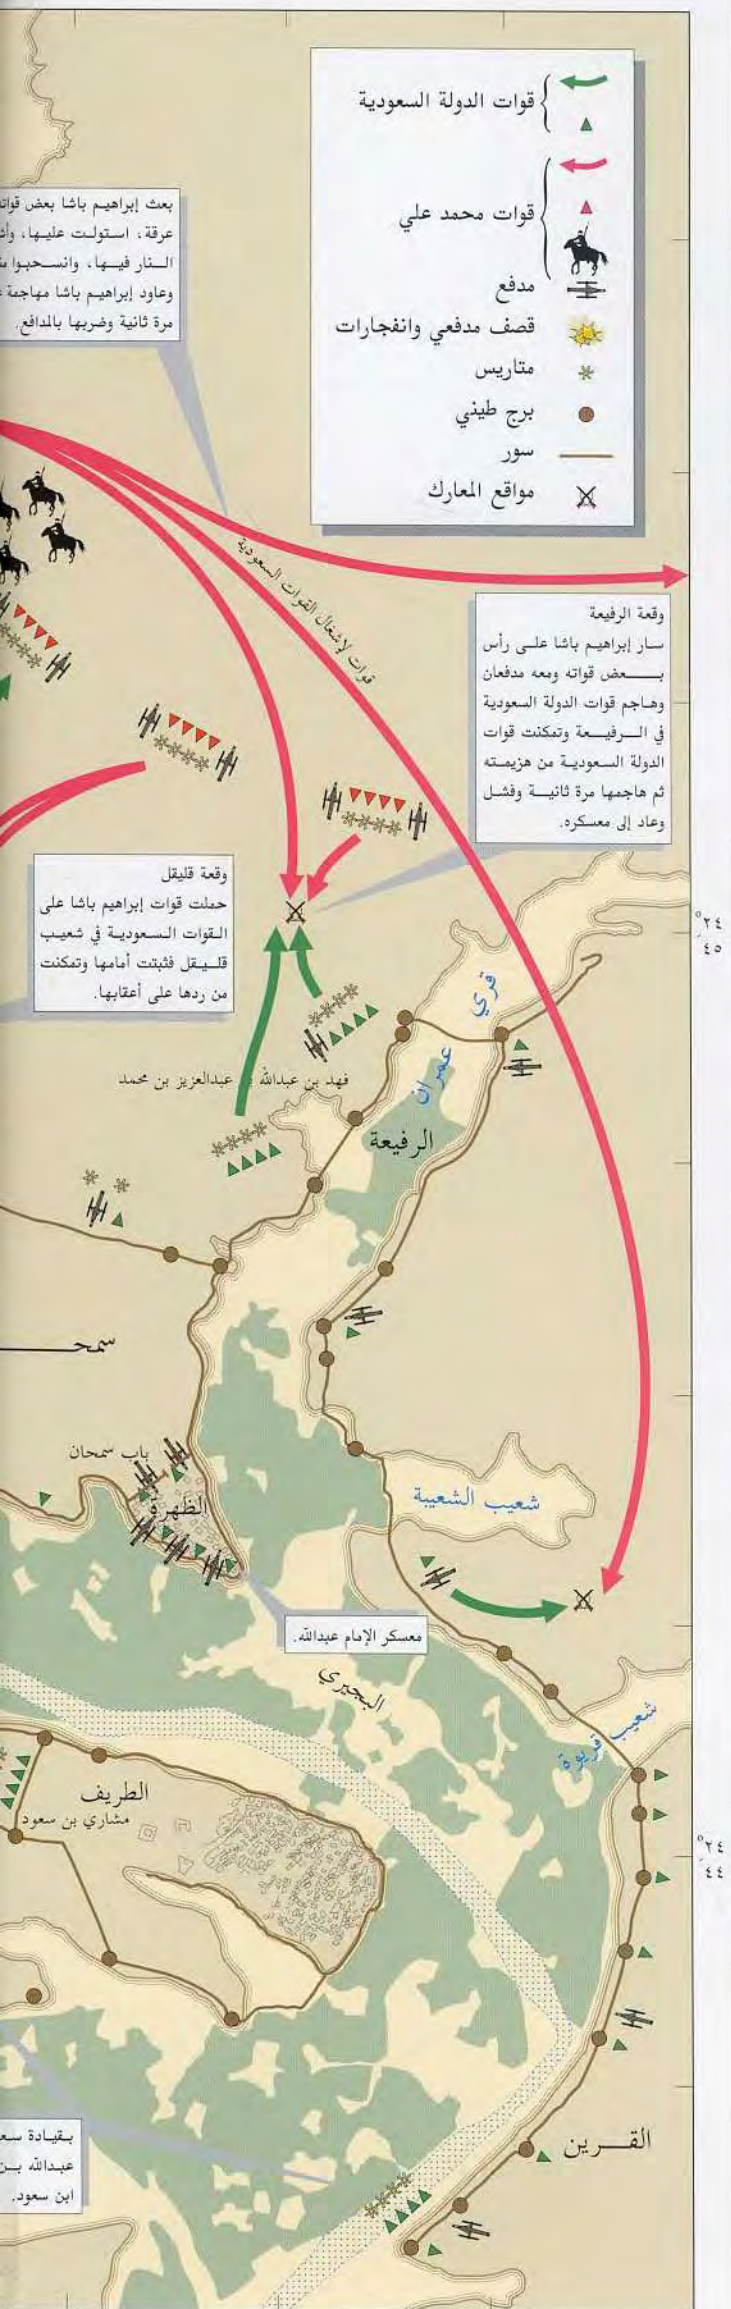 قوات الدولة السعودية
قوات محمد علي
مدفع
قصف مدفعي وانفجارات
متاريس
برج طيني
سور
مواقع المعارك
بعث إبراهيم باشا بعض
عرقة، استولت عليها،
النار فيها، وانسحبوا
وعاود إبراهيم باشا مهاجمة
مرة ثانية وضربها بالمدافع.
قوات لإشغال القوات السعودية
وقعة الرفيعة
سار إبراهيم باشا على رأس
بعض قواته ومعه مدفعان
وهاجم قوات الدولة السعودية
في الرفيعة وتمكنت قوات
الدولة السعودية من هزيمته
ثم هاجمها مرة ثانية وفشل
وعاد إلى معسكره.
وقعة قليقل
حملت قوات إبراهيم باشا على
القوات السعودية في شعيب
قليقل فثبتت أمامها وتمكنت
من ردها على أعقابها.
°٢٤
َ٤٥
قري
عمران
فهد بن عبدالله بن عبدالعزيز بن محمد
الرفيعة
سمحـ
باب سمحان
الظهرة
شعيب الشعيبة
معسكر الإمام عبدالله.
البجيري
شعيب قريوة
الطريف
مشاري بن سعود
°٢٤
َ٤٤
القرين
بقيادة
عبدالله بن
ابن سعود.